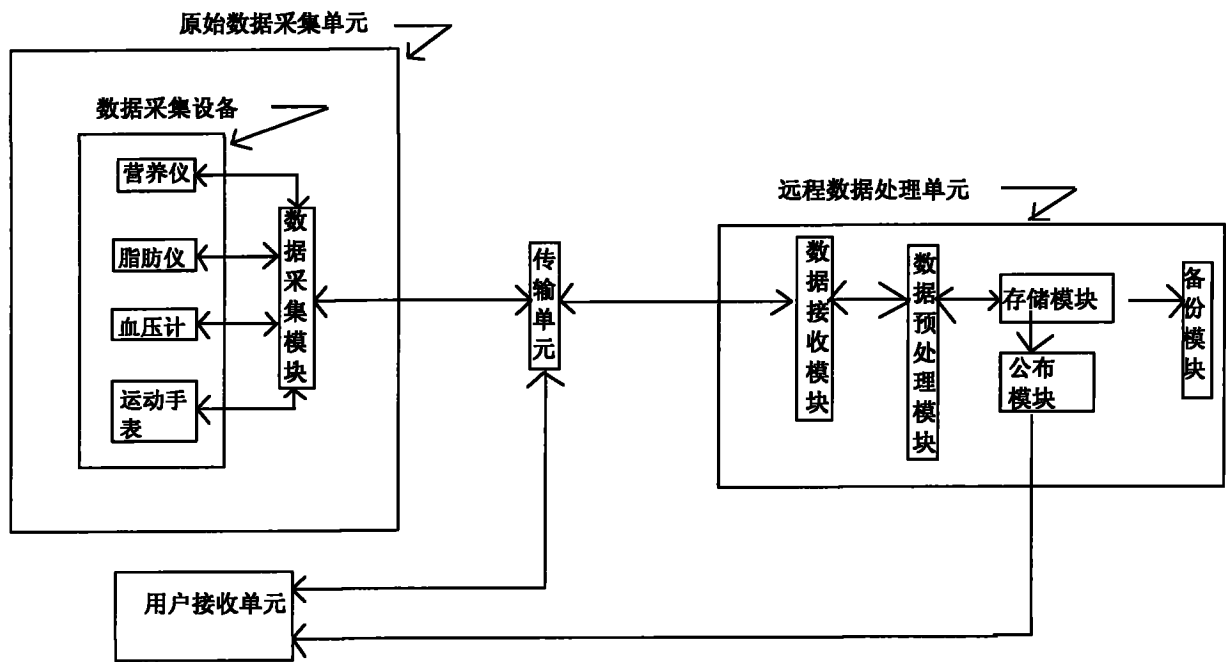 原始数据采集单元
数据采集设备
营养仪
脂肪仪
血压计
运动手
表
数据采集模块
传输单元
远程数据处理单元
数据接收模块
数据预处理模块
存储模块
公布
模块
备份模块
用户接收单元